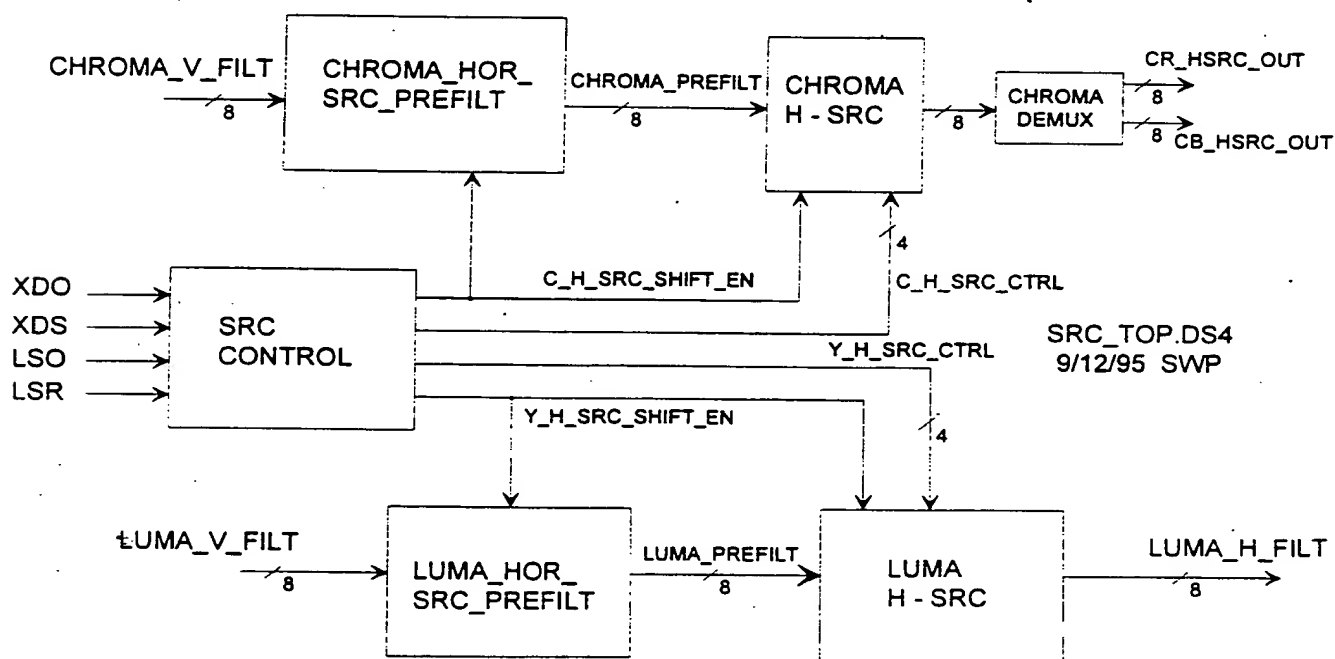 CHROMA_V_FILT
8
CHROMA_HOR_
SRC_PREFILT
CHROMA_PREFILT
8
CHROMA
H - SRC
8
CHROMA
DEMUX
CR_HSRC_OUT
8
8
CB_HSRC_OUT
4
XDO
XDS
LSO
LSR
SRC
CONTROL
C_H_SRC_SHIFT_EN
C_H_SRC_CTRL
Y_H_SRC_CTRL
Y_H_SRC_SHIFT_EN
4
SRC_TOP.DS4
9/12/95 SWP
LUMA_V_FILT
8
LUMA_HOR_
SRC_PREFILT
LUMA_PREFILT
8
LUMA
H - SRC
LUMA_H_FILT
8